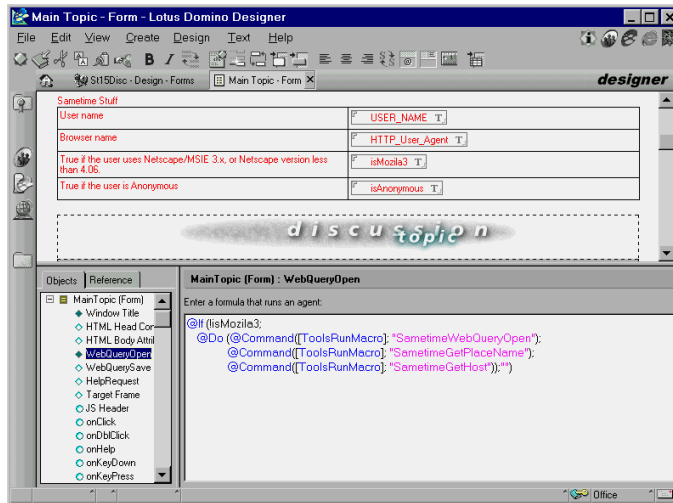 Main Topic - Form - Lotus Domino Designer
File Edit View Create Design Text Help
B I
St15Disc - Design - Forms Main Topic - Form designer
Sametime Stuff
User name USER_NAME T
Browser name HTTP_User_Agent T
True if the user uses Netscape/MSIE 3.x, or Netscape version less isMozila3 T
than 4.06.
True if the user is Anonymous isAnonymous T
discussion
topic
Objects Reference MainTopic (Form) : WebQueryOpen
MainTopic (Form) Enter a formula that runs an agent:
Window Title @If (!isMozila3;
HTML Head Con @Do (@Command([ToolsRunMacro]; "SametimeWebQueryOpen");
HTML Body Attri @Command([ToolsRunMacro]; "SametimeGetPlaceName");
WebQueryOpen @Command([ToolsRunMacro]; "SametimeGetHost"));"")
WebQuerySave
HelpRequest
Target Frame
JS Header
onClick
onDblClick
onHelp
onKeyDown
onKeyPress
Office